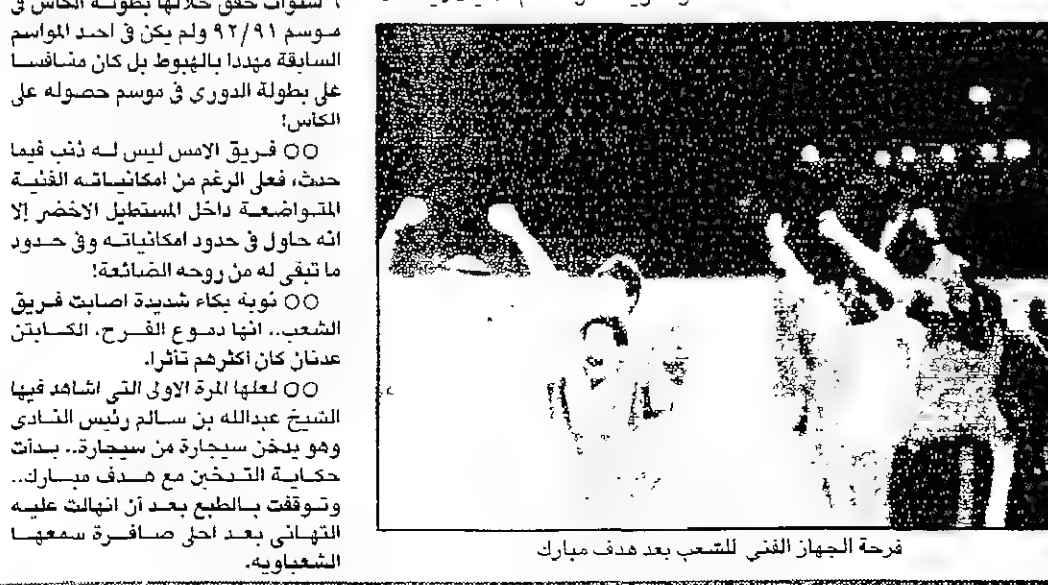 ٦ سنوات حقق خلالها بطولة الكأس في
موسم ٩٢/٩١ ولم يكن في احد المواسم
السابقة مهددا بالهبوط بل كان منافسا
على بطولة الدوري في موسم حصوله على
الكأس!
○○ فريق الامس ليس له ذنب فيما
حدث، فعلى الرغم من امكانياته الفنية
المتواضعة داخل المستطيل الاخضر إلا
انه حاول في حدود امكانياته وفي حدود
ما تبقى له من روحه الضائعة!
○○ نوبه بكاء شديدة اصابت فريق
الشعب.. انها دموع الفرح، الكابتن
عدنان كان أكثرهم تأثرا.
○○ لعلها المرة الاولى التي اشاهد فيها
الشيخ عبدالله بن سالم رئيس النادي
وهو يدخن سيجارة من سيجارة.. بدأت
حكاية التدخين مع هدف مبارك..
وتوقفت بالطبع بعد أن انهالت عليه
التهاني بعد احلى صافرة سمعها
الشعباويه.
فرحة الجهاز الفني للشعب بعد هدف مبارك